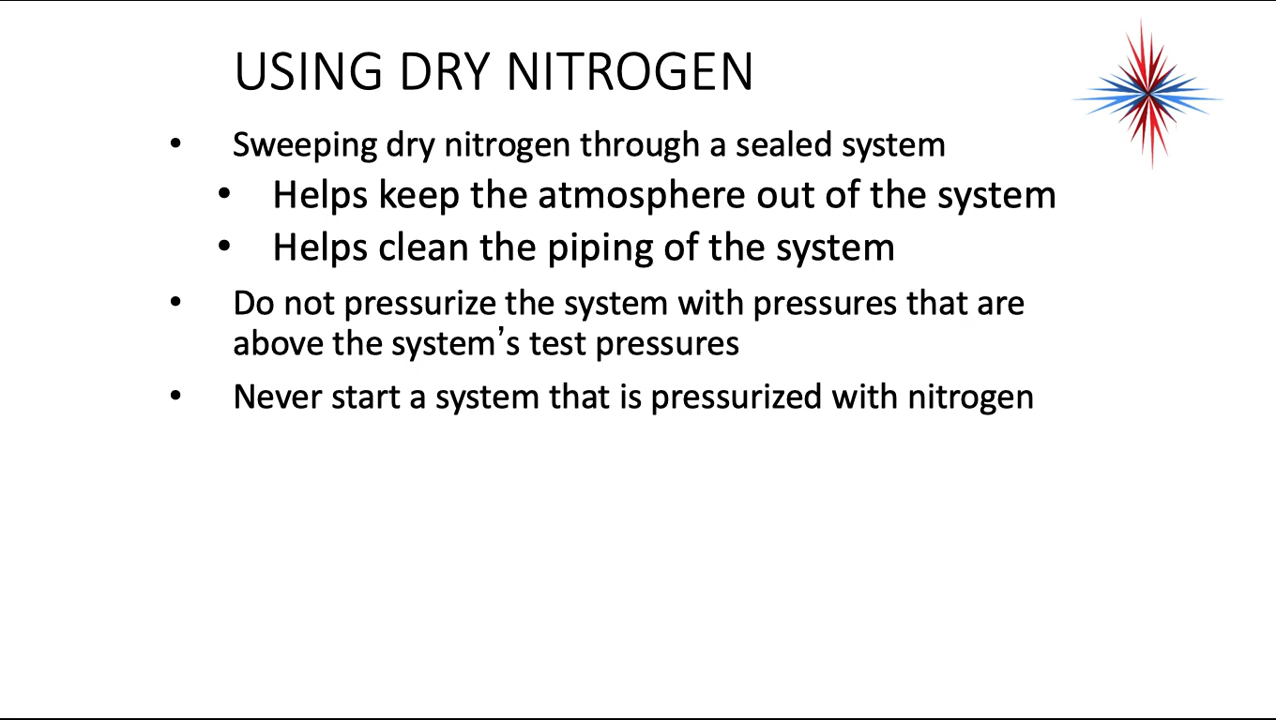 USING DRY NITROGEN
• Sweeping dry nitrogen through a sealed system
• Helps keep the atmosphere out of the system
• Helps clean the piping of the system
• Do not pressurize the system with pressures that are
above the system’s test pressures
• Never start a system that is pressurized with nitrogen